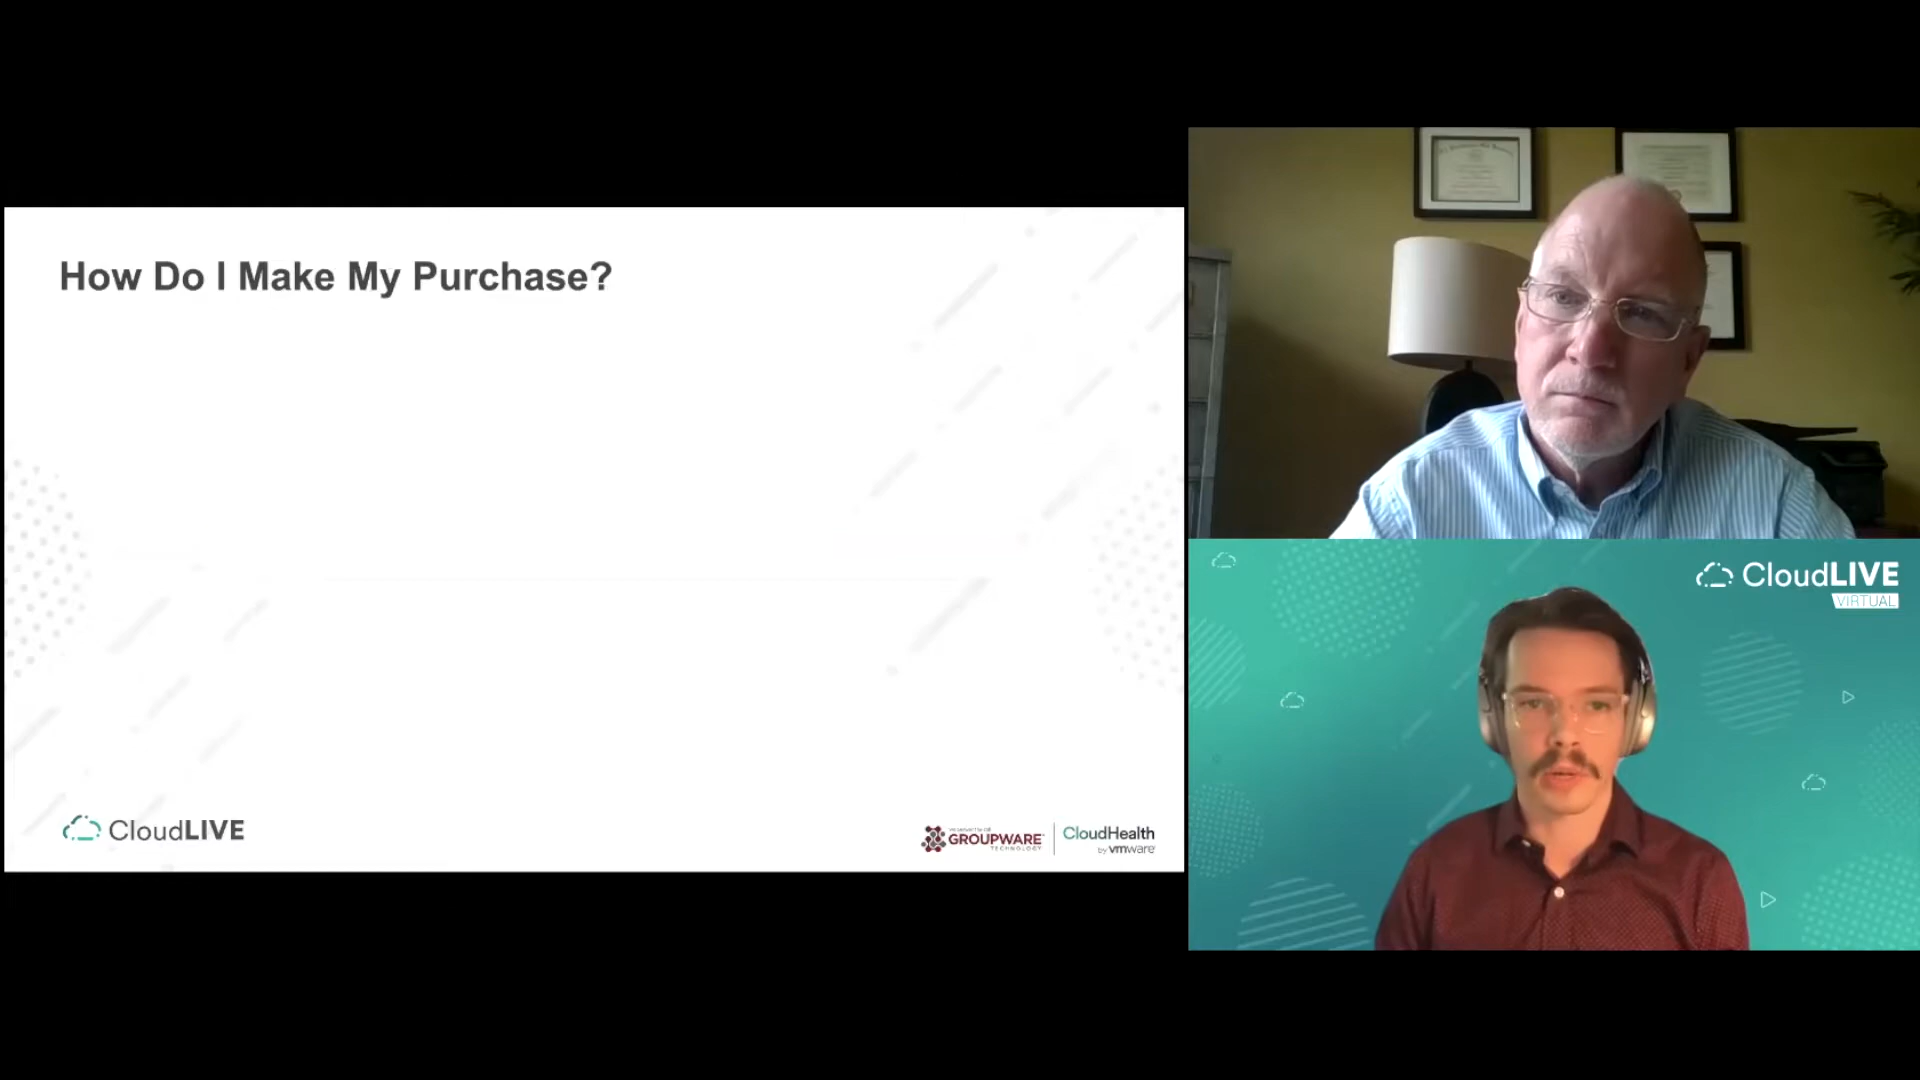 How Do I Make My Purchase?
CloudLIVE
GROUPWARE
TECHNOLOGY
CloudHealth
by vmware
CloudLIVE
VIRTUAL